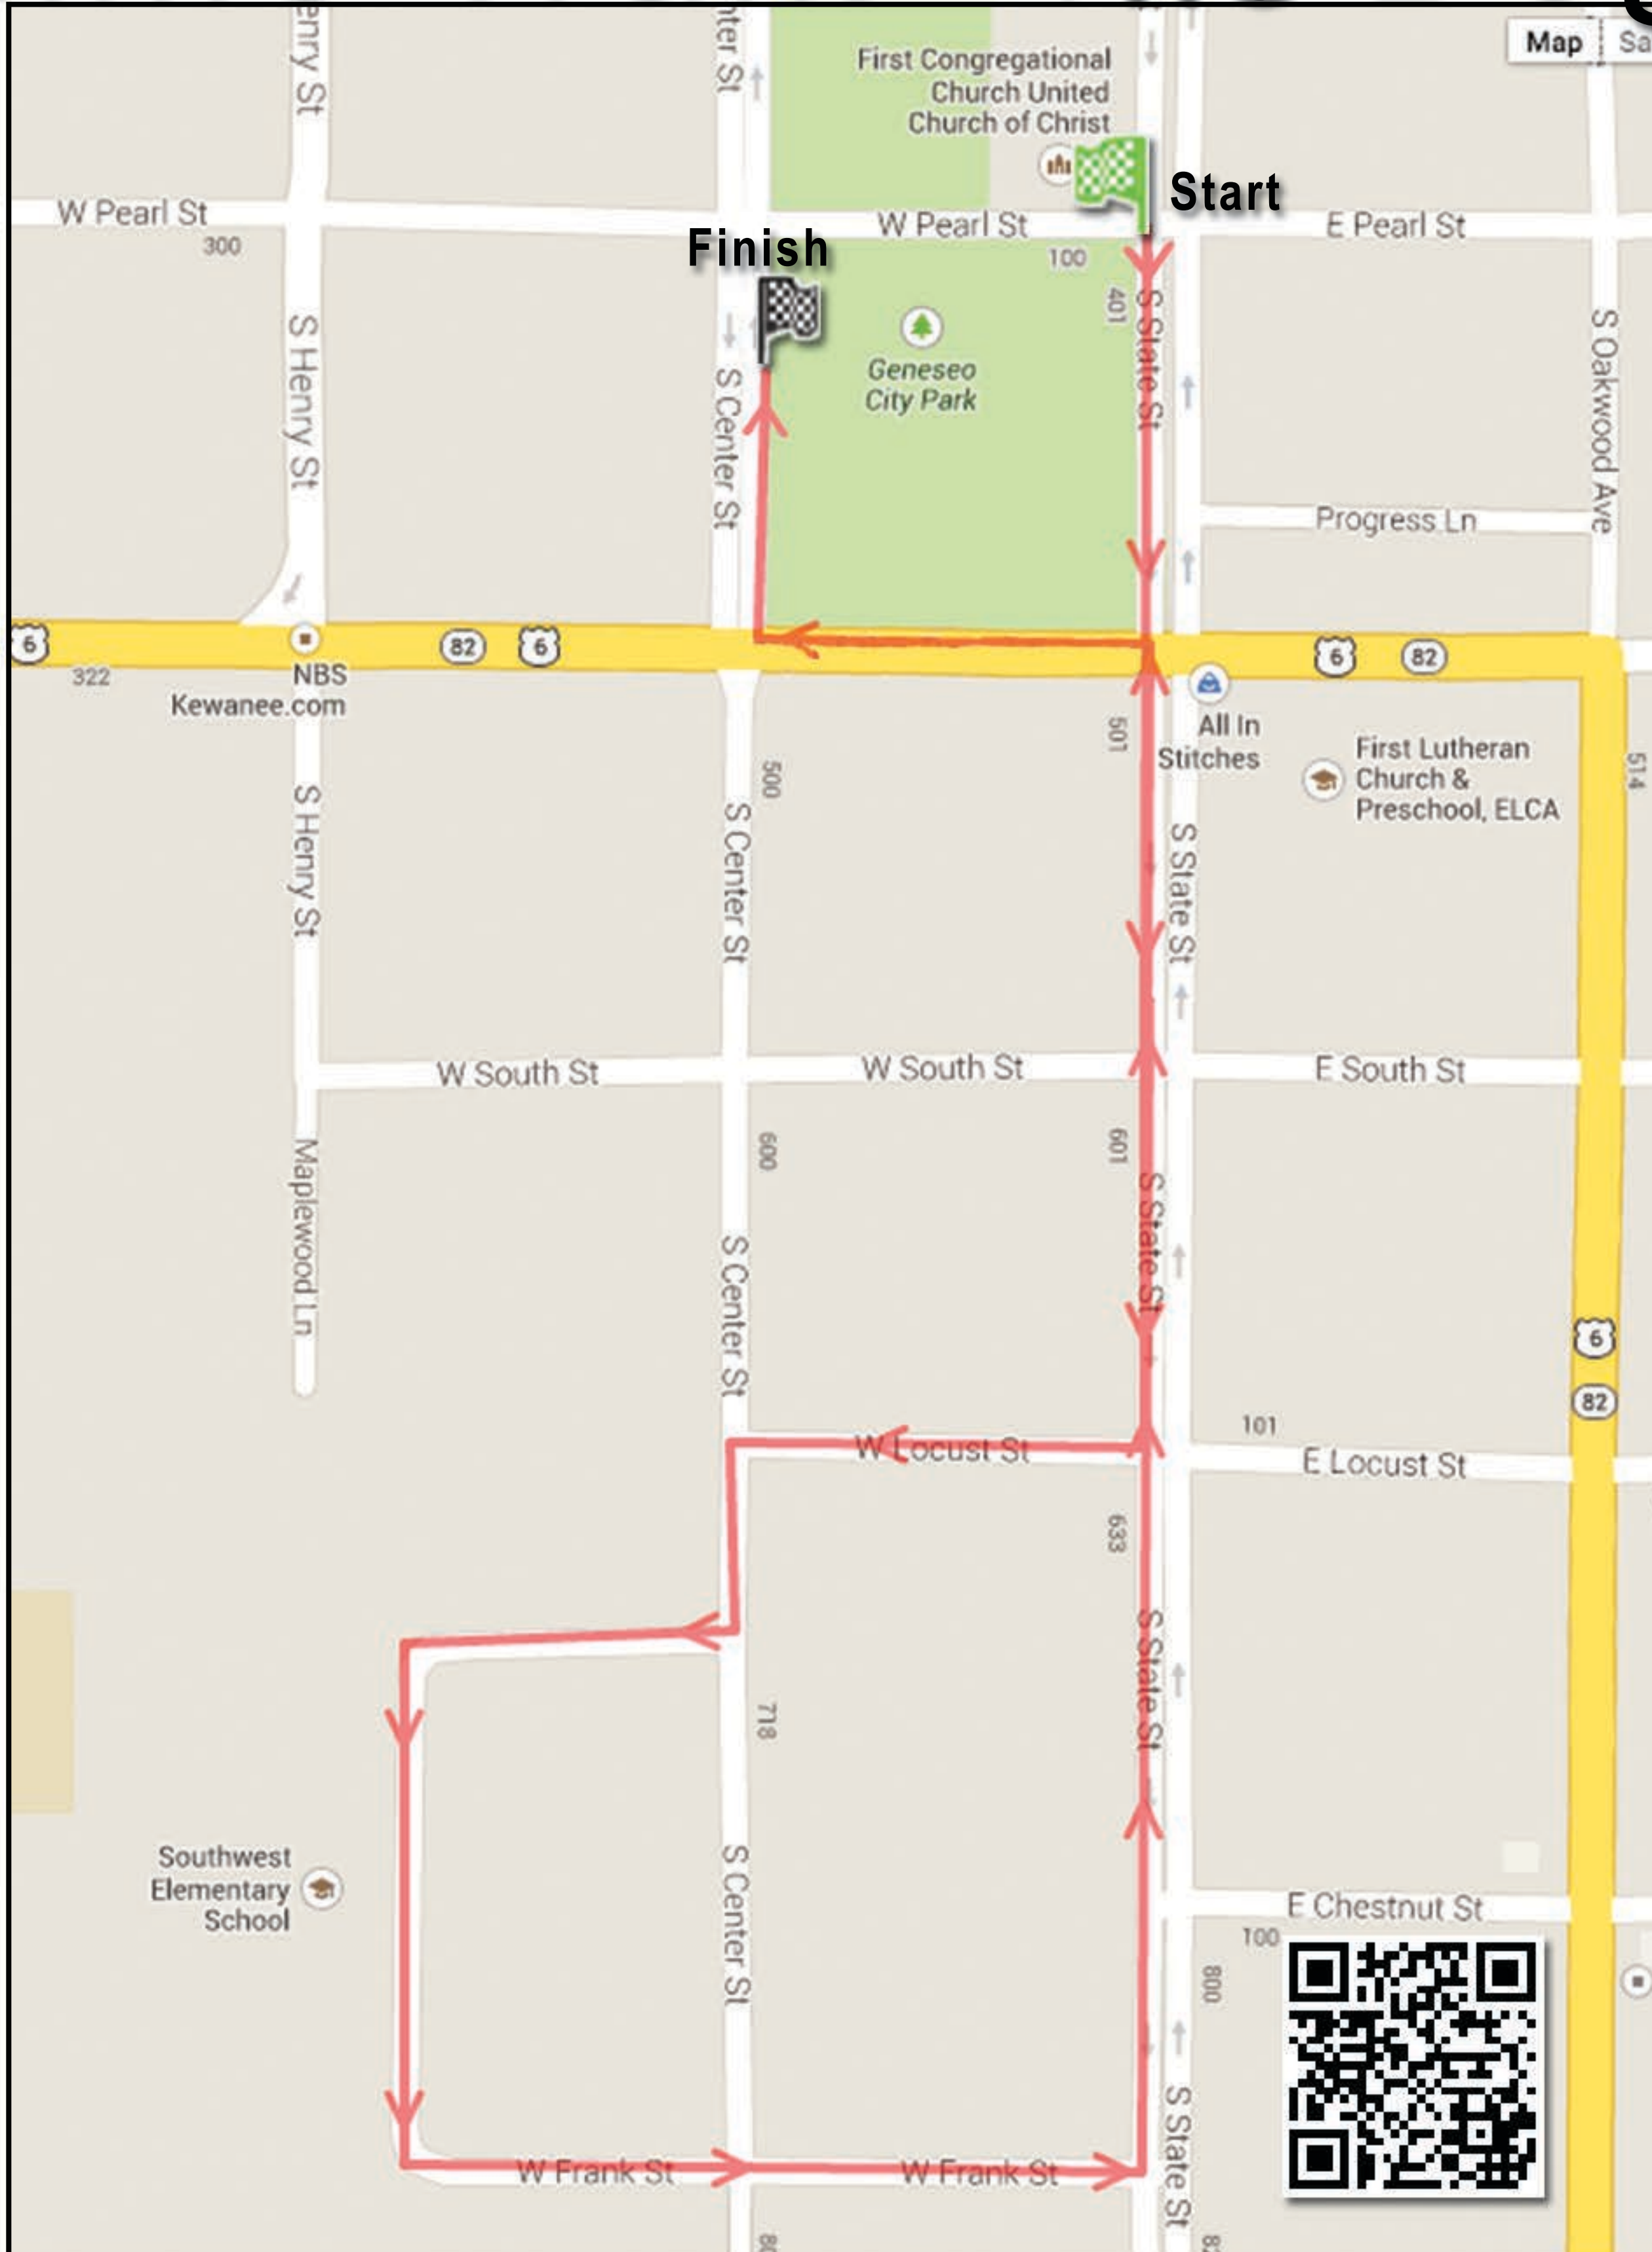 enry St
nter St
First Congregational
Church United
Church of Christ
Map
Start
W Pearl St
300
W Pearl St
100
E Pearl St
Finish
401
S State St
S Henry St
S Center St
Geneseo
City Park
S Oakwood Ave
Progress Ln
6
82
6
6
82
322
NBS
Kewanee.com
501
All In
Stitches
First Lutheran
Church &
Preschool, ELCA
514
500
S Henry St
S Center St
S State St
W South St
W South St
E South St
600
601
Maplewood Ln
S Center St
S State St
6
82
101
W Locust St
E Locust St
633
S State St
718
Southwest
Elementary
School
S Center St
E Chestnut St
100
800
S State St
W Frank St
W Frank St